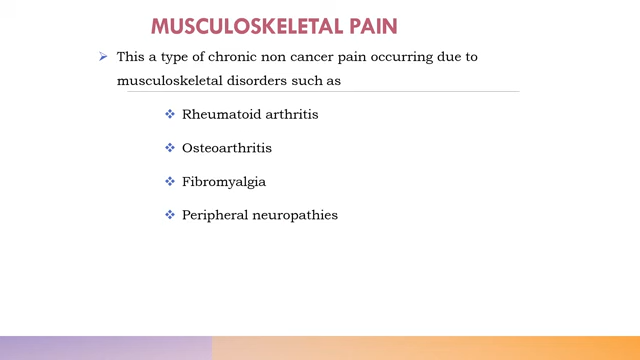 MUSCULOSKELETAL PAIN
This a type of chronic non cancer pain occurring due to
musculoskeletal disorders such as
Rheumatoid arthritis
Osteoarthritis
Fibromyalgia
Peripheral neuropathies